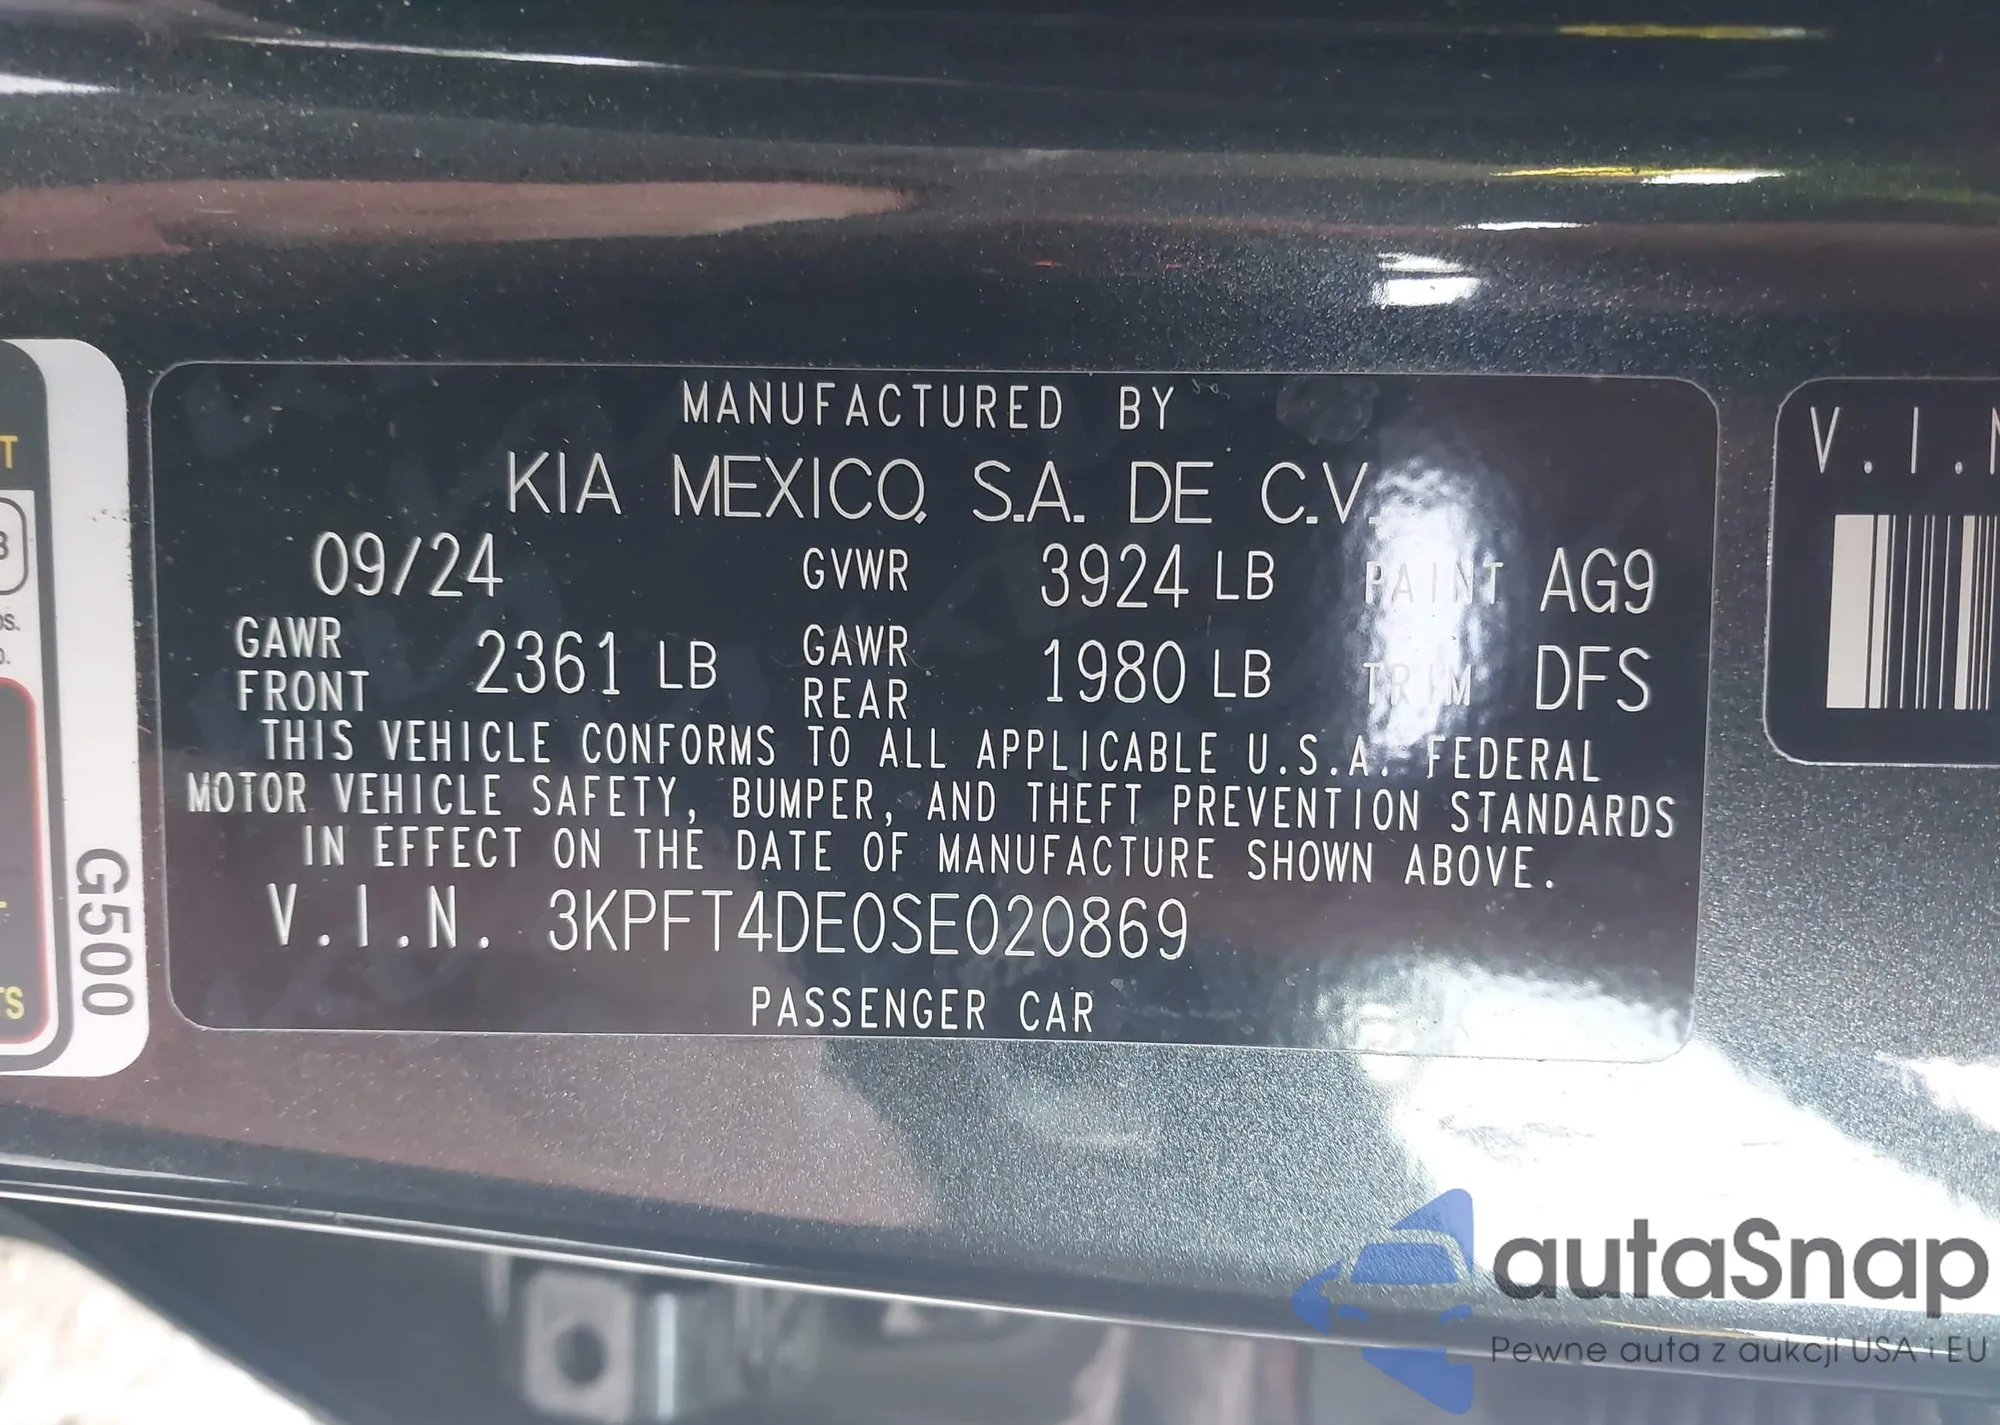 MANUFACTURED BY
KIA MEXICO, S.A. DE C.V.
09/24 GVWR 3924 LB PAINT AG9
GAWR FRONT 2361 LB GAWR REAR 1980 LB TRIM DFS
THIS VEHICLE CONFORMS TO ALL APPLICABLE U.S.A. FEDERAL
MOTOR VEHICLE SAFETY, BUMPER, AND THEFT PREVENTION STANDARDS
IN EFFECT ON THE DATE OF MANUFACTURE SHOWN ABOVE.
V.I.N. 3KPFT4DE0SE020869
PASSENGER CAR
G500
V.I.N
autaSnap
Pewne auta z aukcji USA i EU